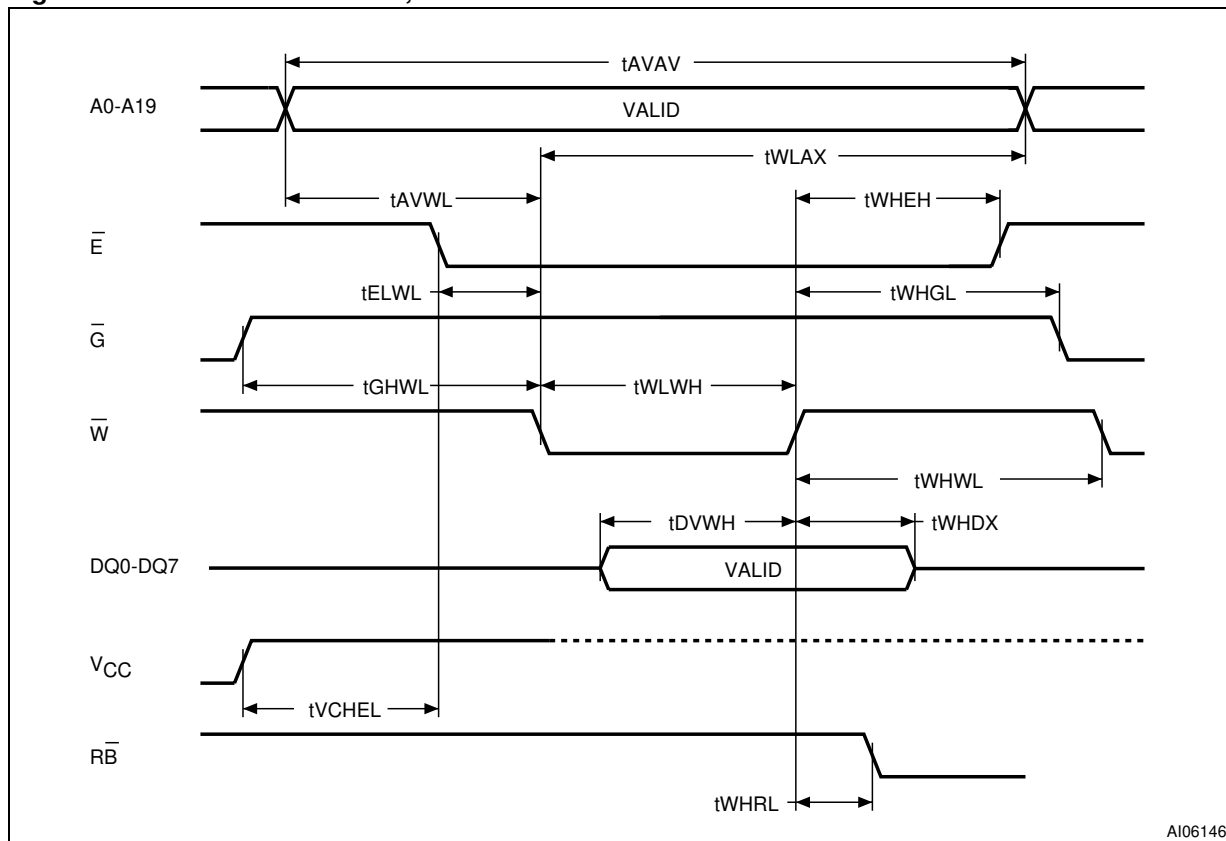 tAVAV
A0-A19
VALID
tWLAX
tAVWL
tWHEH
E̅
tELWL
tWHGL
G̅
tGHWL
tWLWH
W̅
tWHWL
tDVWH
tWHDX
DQ0-DQ7
VALID
VCC
tVCHEL
RB̅
tWHRL
AI06146